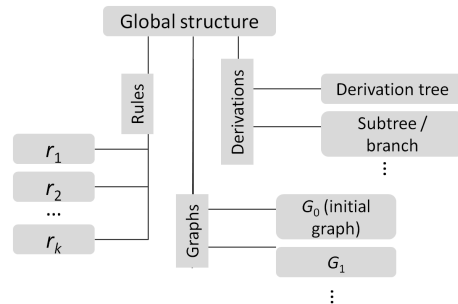 Global structure
Rules
Derivations
Derivation tree
Subtree /
branch
⋮
r1
r2
...
rk
Graphs
G0 (initial
graph)
G1
⋮